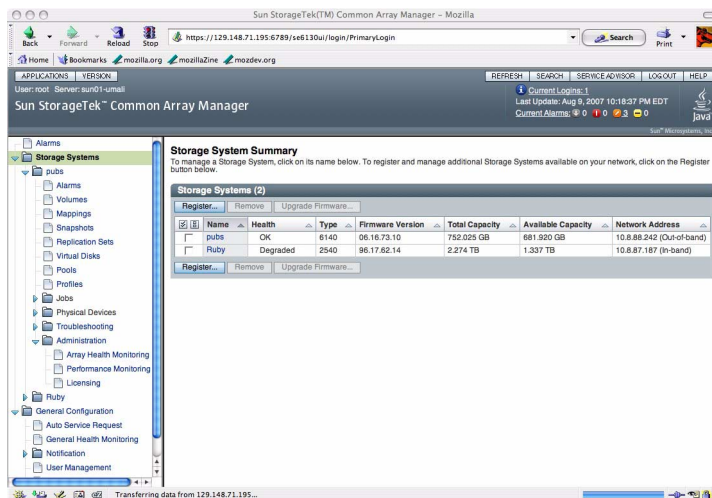 Sun StorageTek(TM) Common Array Manager – Mozilla
Back Forward Reload Stop https://129.148.71.195:6789/se6130ui/login/PrimaryLogin Search Print
Home Bookmarks mozilla.org mozillaZine mozdev.org
APPLICATIONS VERSION REFRESH SEARCH SERVICE ADVISOR LOG OUT HELP
User: root Server: sun01-umail
Current Logins: 1
Sun StorageTek™ Common Array Manager
Last Update: Aug 9, 2007 10:18:37 PM EDT
Current Alarms: 0 0 3 0
Java
Sun™ Microsystems, Inc
Alarms
Storage Systems
pubs
Alarms
Volumes
Mappings
Snapshots
Replication Sets
Virtual Disks
Pools
Profiles
Jobs
Physical Devices
Troubleshooting
Administration
Array Health Monitoring
Performance Monitoring
Licensing
Ruby
General Configuration
Auto Service Request
General Health Monitoring
Notification
User Management
Storage System Summary
To manage a Storage System, click on its name below. To register and manage additional Storage Systems available on your network, click on the Register
button below.
Storage Systems (2)
Register... Remove Upgrade Firmware...
Name Health Type Firmware Version Total Capacity Available Capacity Network Address
pubs OK 6140 06.16.73.10 752.025 GB 681.920 GB 10.8.88.242 (Out-of-band)
Ruby Degraded 2540 96.17.62.14 2.274 TB 1.337 TB 10.8.87.187 (In-band)
Register... Remove Upgrade Firmware...
Transferring data from 129.148.71.195...